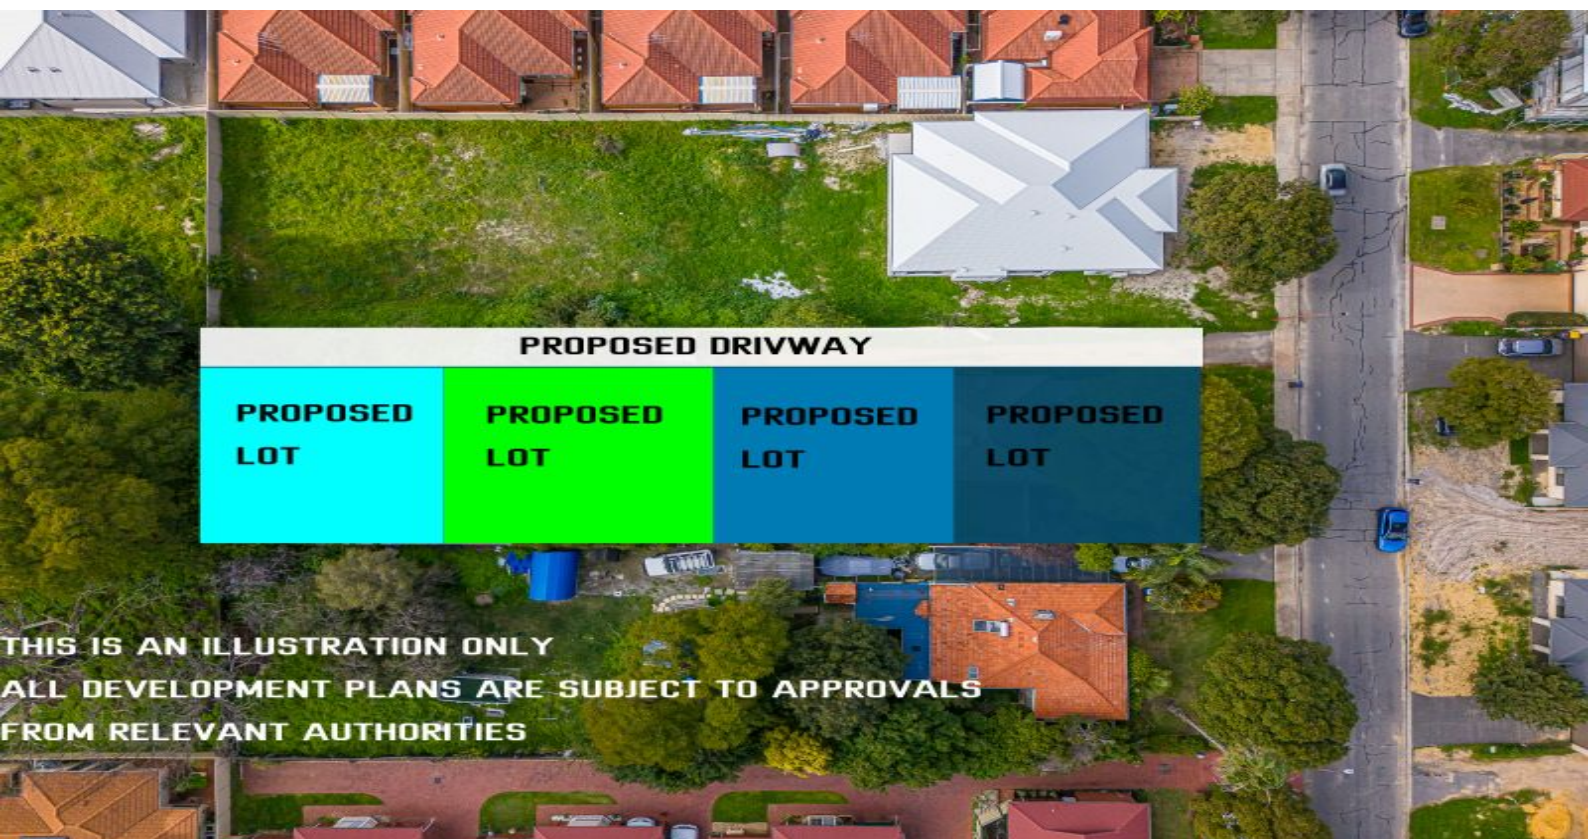 PROPOSED DRIVWAY
PROPOSED
LOT
PROPOSED
LOT
PROPOSED
LOT
PROPOSED
LOT
THIS IS AN ILLUSTRATION ONLY
ALL DEVELOPMENT PLANS ARE SUBJECT TO APPROVALS
FROM RELEVANT AUTHORITIES